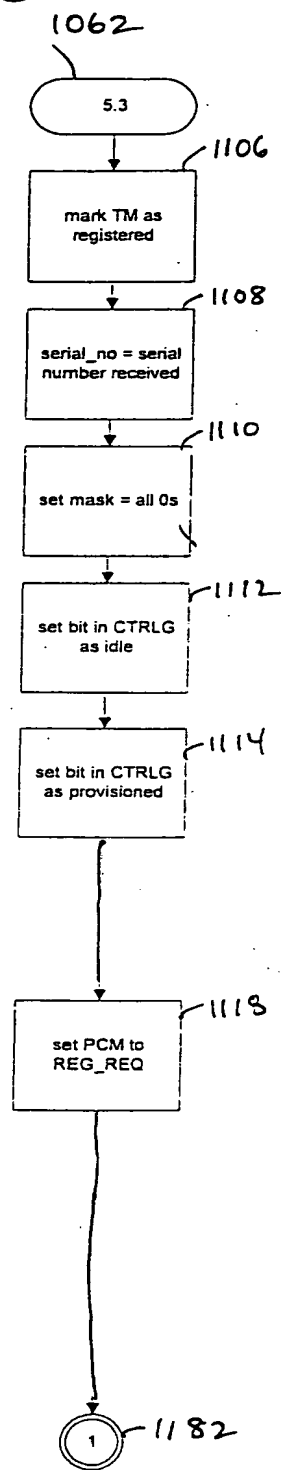 1062
5.3
1106
mark TM as
registered
1108
serial_no = serial
number received
1110
set mask = all 0s
1112
set bit in CTRLG
as idle
1114
set bit in CTRLG
as provisioned
1118
set PCM to
REG_REQ
1
1182